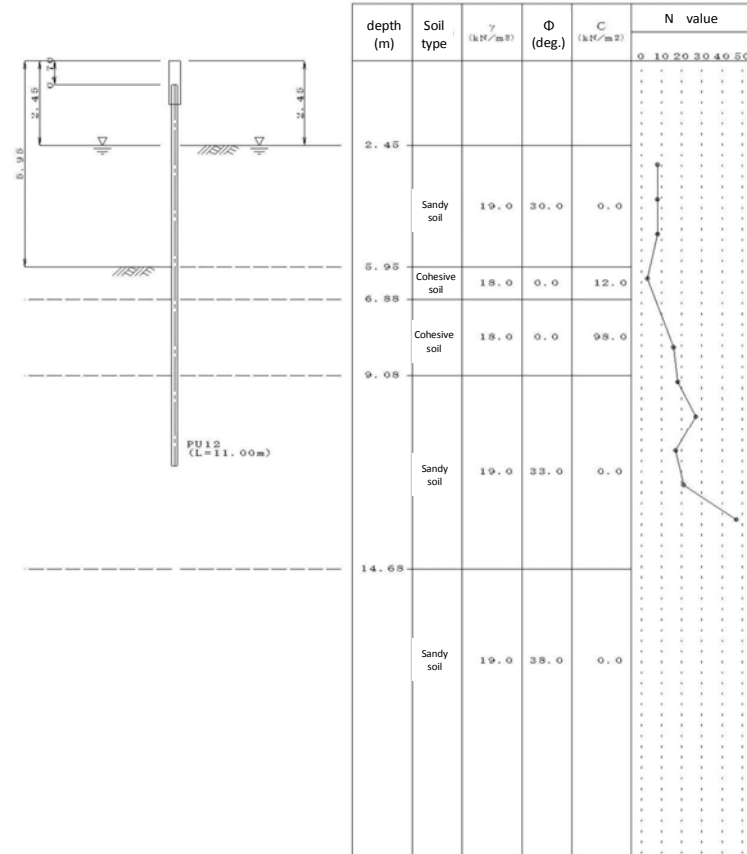 depth
(m)
Soil
type
γ
(kN/m3)
Φ
(deg.)
C
(kN/m2)
N value
0 10 20 30 40 50
0.70
2.45
2.45
5.95
2.45
Sandy
soil
19.0
30.0
0.0
5.95
Cohesive
soil
18.0
0.0
12.0
6.88
Cohesive
soil
18.0
0.0
98.0
9.08
PU12
(L=11.00m)
Sandy
soil
19.0
33.0
0.0
14.68
Sandy
soil
19.0
38.0
0.0